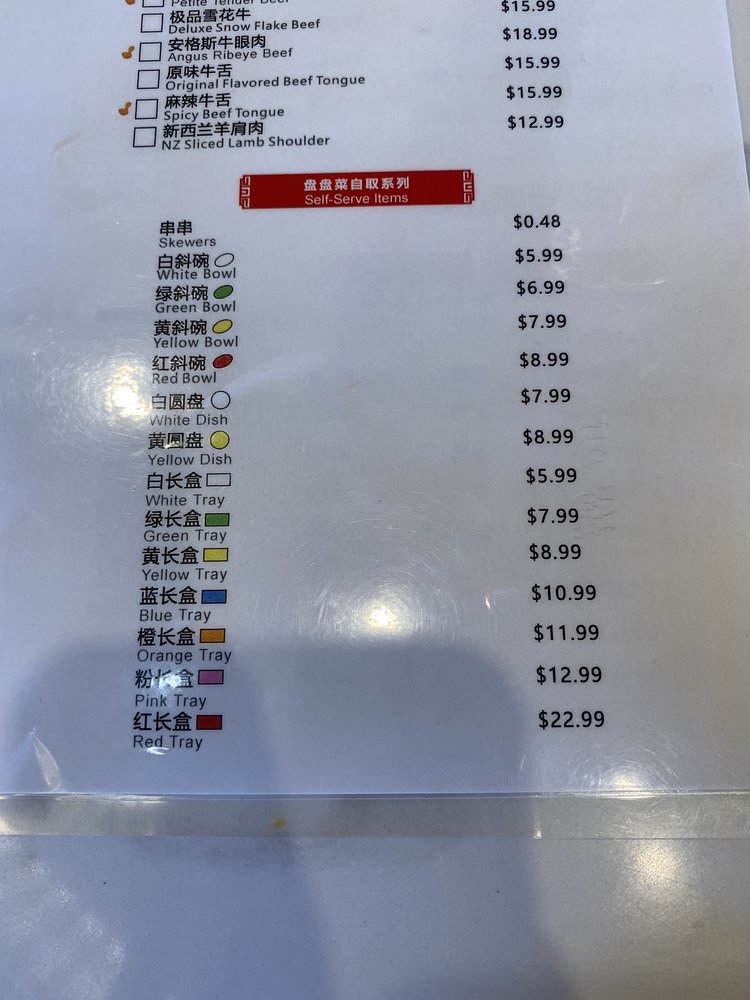 Petite Tender Beef
极品雪花牛 $15.99
Deluxe Snow Flake Beef
安格斯牛眼肉 $18.99
Angus Ribeye Beef
原味牛舌 $15.99
Original Flavored Beef Tongue
麻辣牛舌 $15.99
Spicy Beef Tongue
新西兰羊肩肉 $12.99
NZ Sliced Lamb Shoulder
盘盘菜自取系列
Self-Serve Items
串串 $0.48
Skewers
白斜碗 $5.99
White Bowl
绿斜碗 $6.99
Green Bowl
黄斜碗 $7.99
Yellow Bowl
红斜碗 $8.99
Red Bowl
白圆盘 $7.99
White Dish
黄圆盘 $8.99
Yellow Dish
白长盒 $5.99
White Tray
绿长盒 $7.99
Green Tray
黄长盒 $8.99
Yellow Tray
蓝长盒 $10.99
Blue Tray
橙长盒 $11.99
Orange Tray
粉长盒 $12.99
Pink Tray
红长盒 $22.99
Red Tray